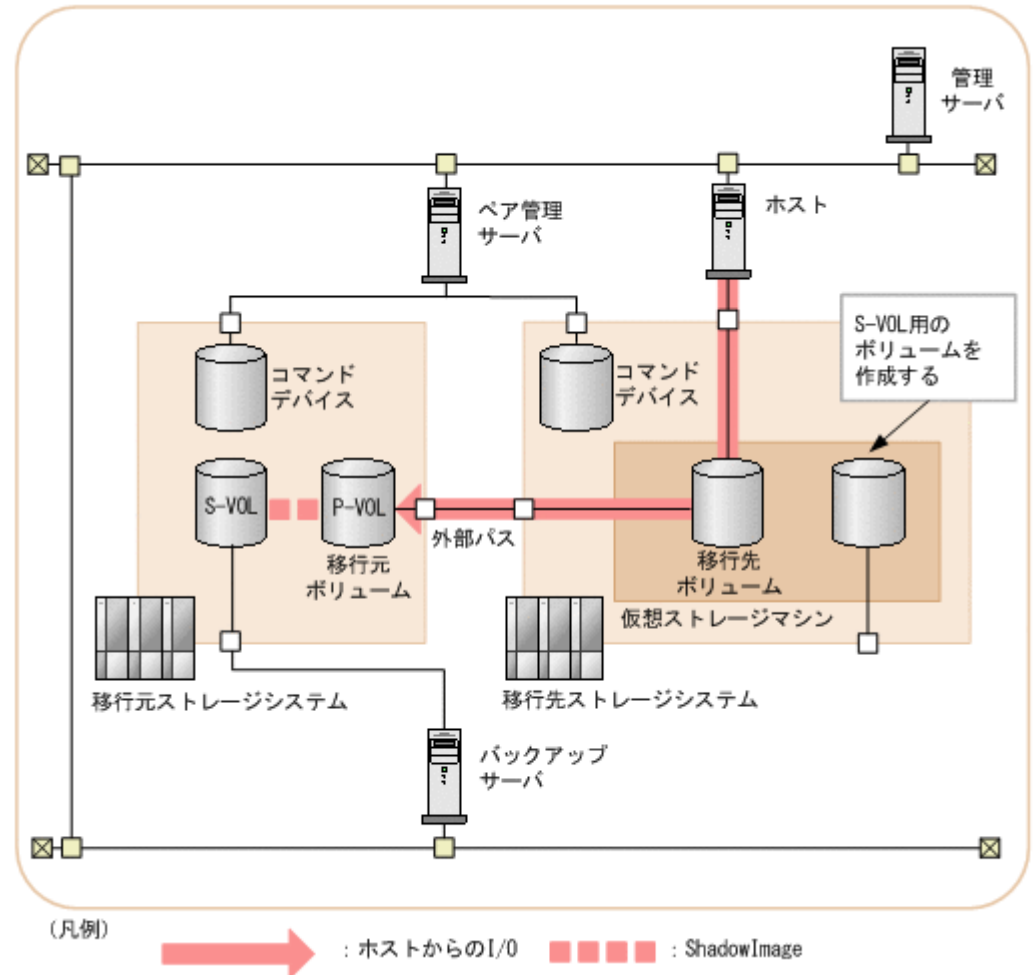 管理
サーバ
ペア管理
サーバ
ホスト
S-VOL用の
ボリュームを
作成する
コマンド
デバイス
コマンド
デバイス
S-VOL
P-VOL
外部パス
移行元
ボリューム
移行先
ボリューム
仮想ストレージマシン
移行元ストレージシステム
移行先ストレージシステム
バックアップ
サーバ
(凡例)
:ホストからのI/O
:ShadowImage